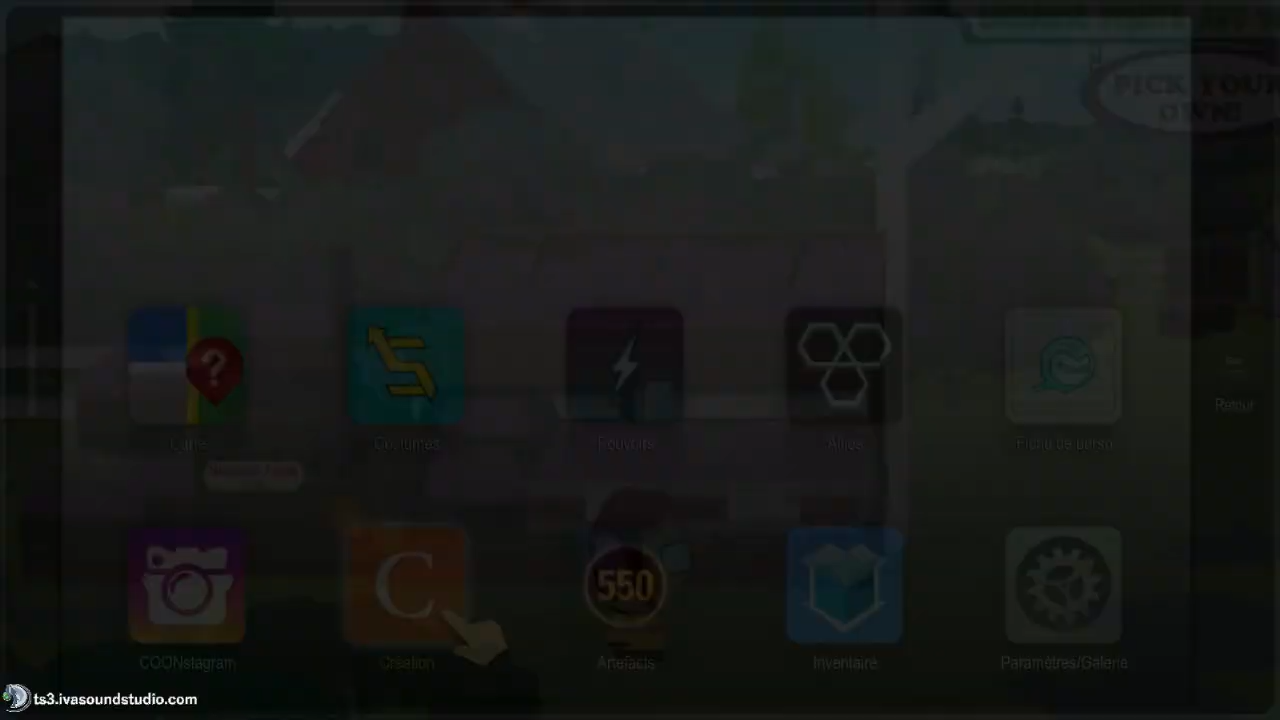 PICK YOUR
OWN!
?
Carte
Costumes
Pouvoirs
Alliés
Fiche de perso
Retour
C
550
COONstagram
Création
Artefacts
Inventaire
Paramètres/Galerie
ts3.ivasoundstudio.com